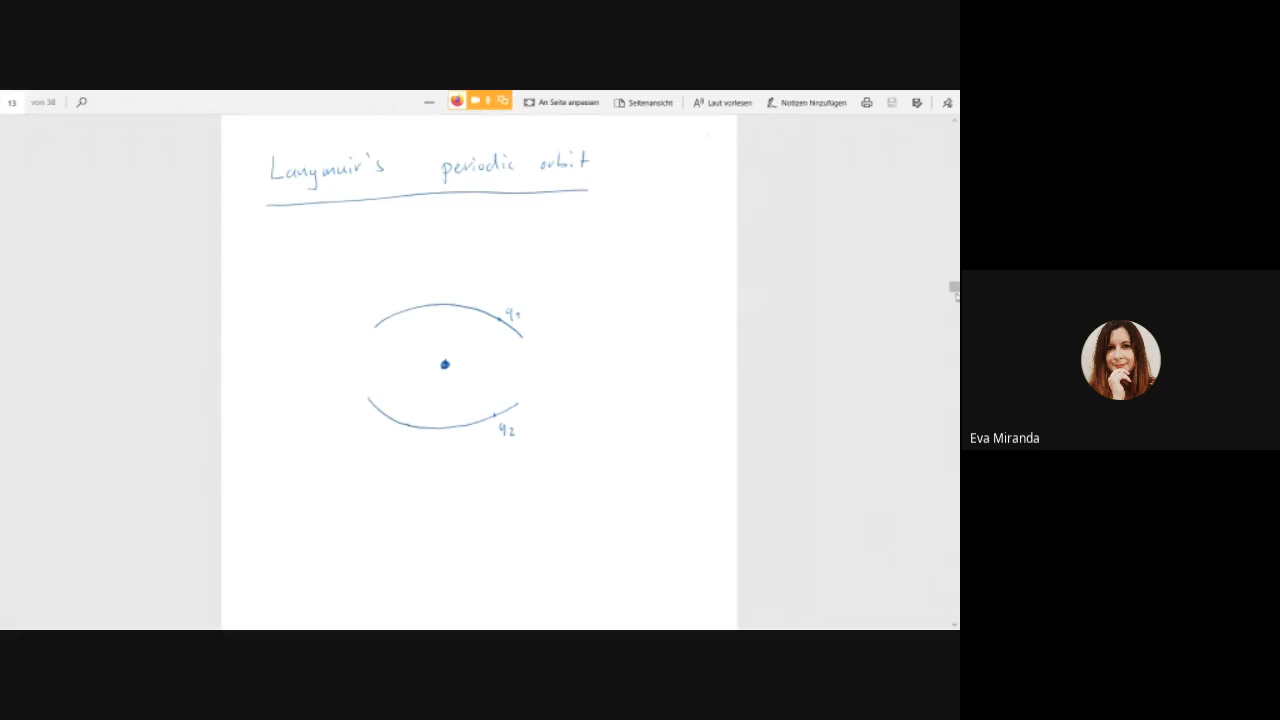 13 von 38 An Seite anpassen Seitenansicht Laut vorlesen Notizen hinzufügen
Langmuir's periodic orbit
q1
q2
Eva Miranda